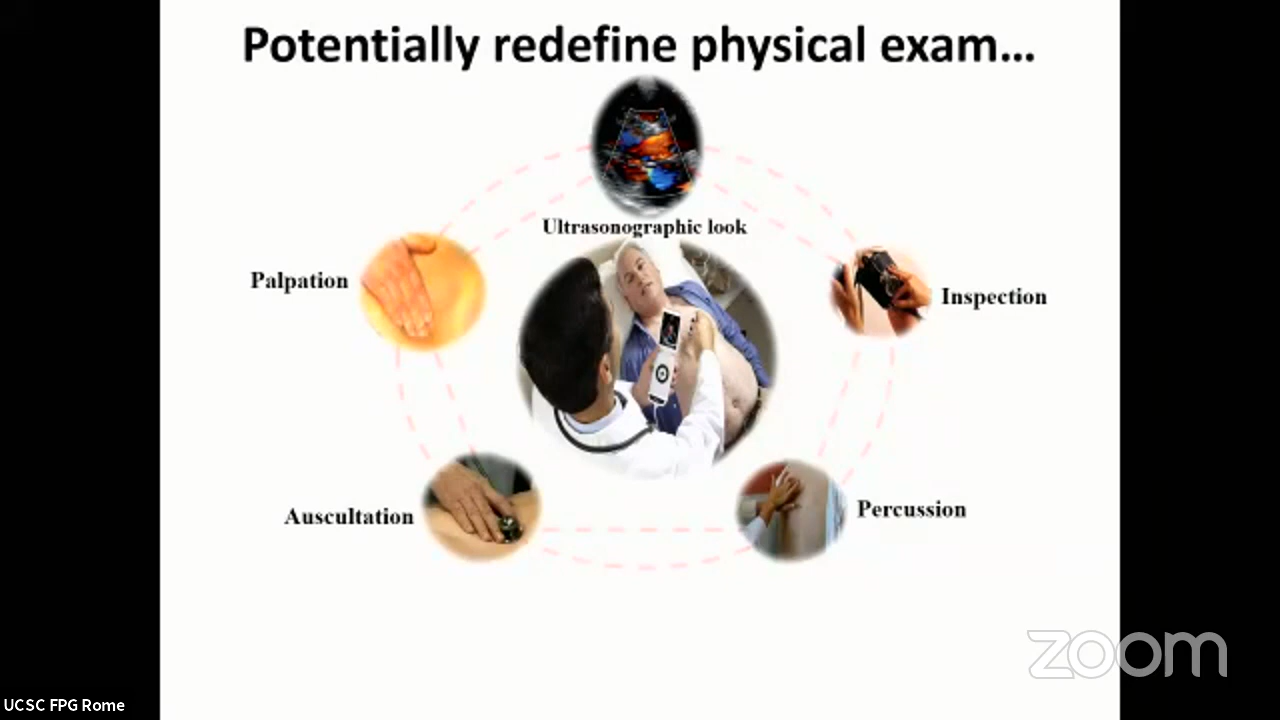 Potentially redefine physical exam...
Ultrasonographic look
Palpation
Inspection
Auscultation
Percussion
zoom
UCSC FPG Rome